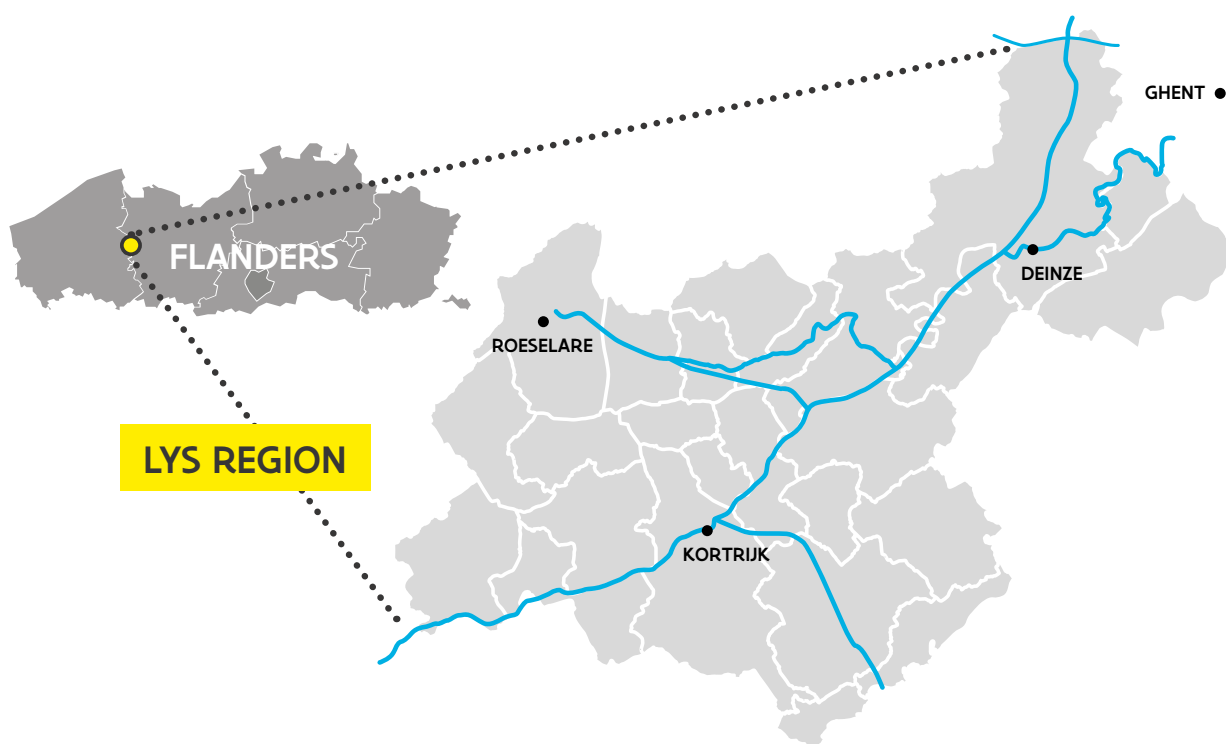 GHENT
FLANDERS
DEINZE
ROESELARE
LYS REGION
KORTRIJK